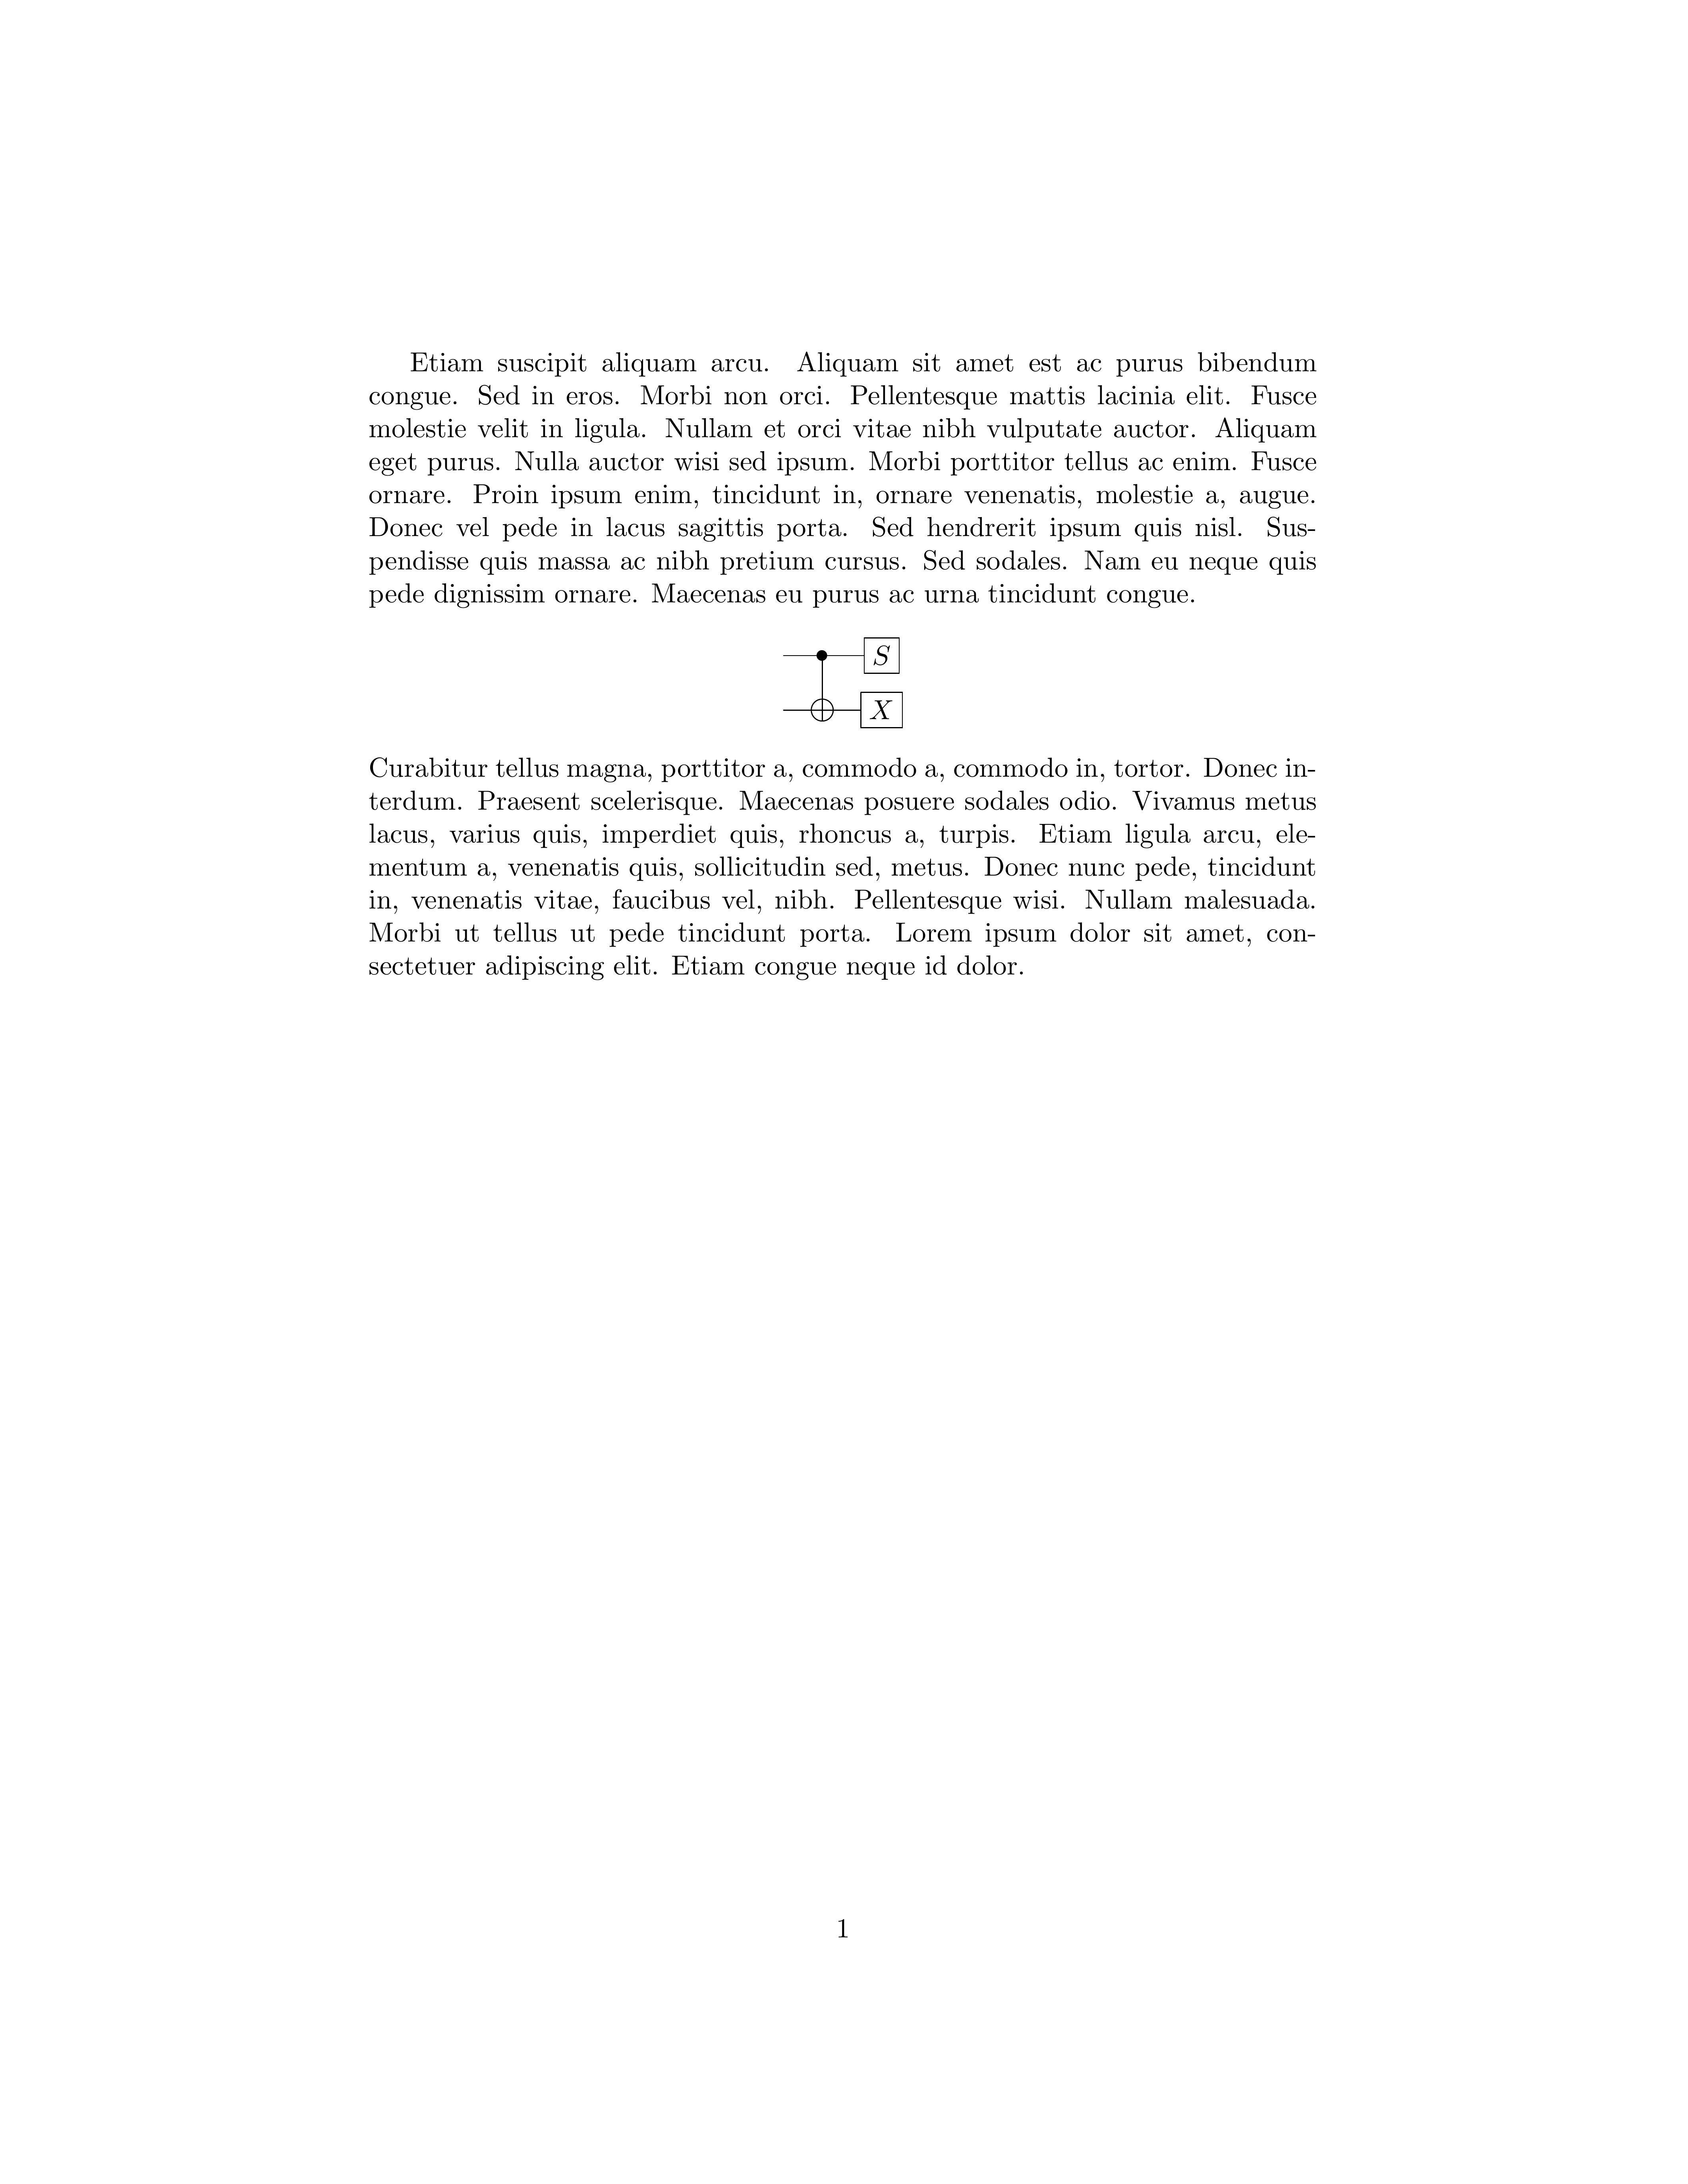 Etiam suscipit aliquam arcu. Aliquam sit amet est ac purus bibendum
congue. Sed in eros. Morbi non orci. Pellentesque mattis lacinia elit. Fusce
molestie velit in ligula. Nullam et orci vitae nibh vulputate auctor. Aliquam
eget purus. Nulla auctor wisi sed ipsum. Morbi porttitor tellus ac enim. Fusce
ornare. Proin ipsum enim, tincidunt in, ornare venenatis, molestie a, augue.
Donec vel pede in lacus sagittis porta. Sed hendrerit ipsum quis nisl. Sus-
pendisse quis massa ac nibh pretium cursus. Sed sodales. Nam eu neque quis
pede dignissim ornare. Maecenas eu purus ac urna tincidunt congue.
S
X
Curabitur tellus magna, porttitor a, commodo a, commodo in, tortor. Donec in-
terdum. Praesent scelerisque. Maecenas posuere sodales odio. Vivamus metus
lacus, varius quis, imperdiet quis, rhoncus a, turpis. Etiam ligula arcu, ele-
mentum a, venenatis quis, sollicitudin sed, metus. Donec nunc pede, tincidunt
in, venenatis vitae, faucibus vel, nibh. Pellentesque wisi. Nullam malesuada.
Morbi ut tellus ut pede tincidunt porta. Lorem ipsum dolor sit amet, con-
sectetuer adipiscing elit. Etiam congue neque id dolor.
1